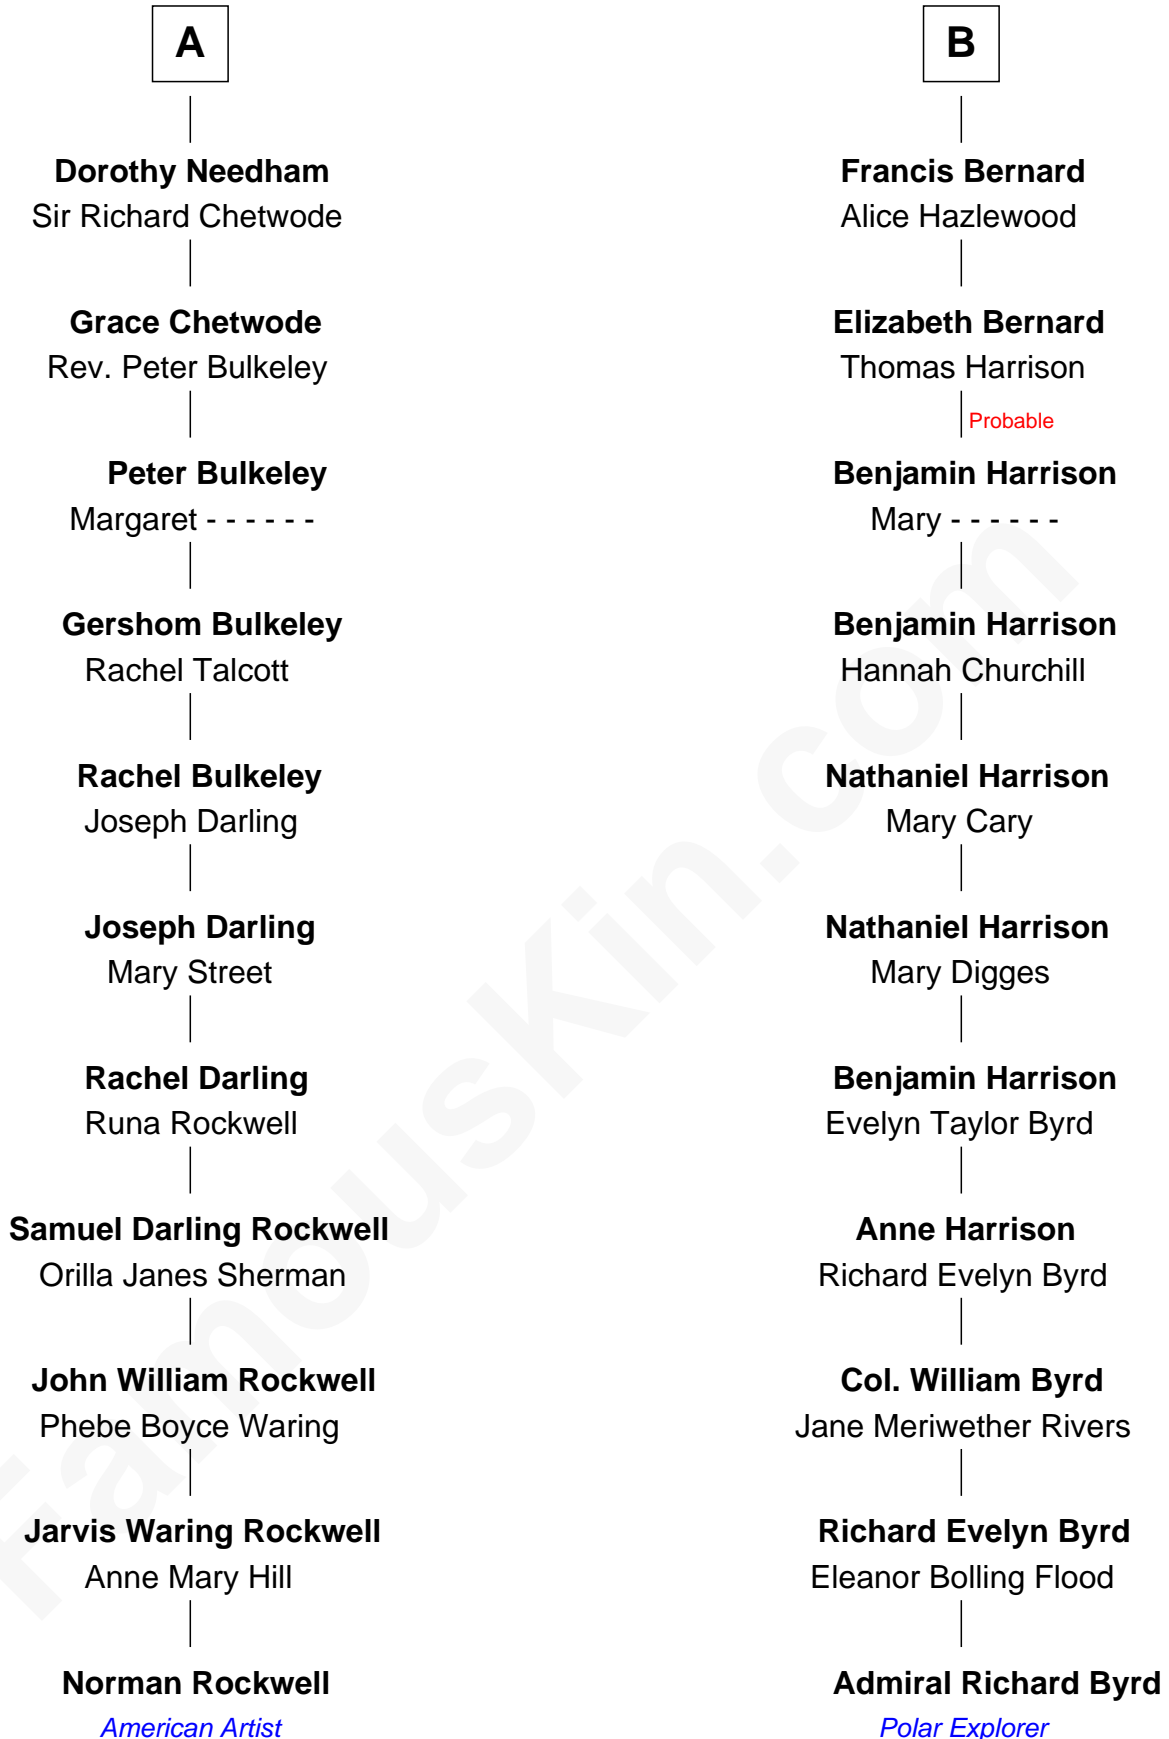 A
Dorothy Needham
Sir Richard Chetwode
Grace Chetwode
Rev. Peter Bulkeley
Peter Bulkeley
Margaret - - - - - -
Gershom Bulkeley
Rachel Talcott
Rachel Bulkeley
Joseph Darling
Joseph Darling
Mary Street
Rachel Darling
Runa Rockwell
Samuel Darling Rockwell
Orilla Janes Sherman
John William Rockwell
Phebe Boyce Waring
Jarvis Waring Rockwell
Anne Mary Hill
Norman Rockwell
American Artist
B
Francis Bernard
Alice Hazlewood
Elizabeth Bernard
Thomas Harrison
Probable
Benjamin Harrison
Mary - - - - - -
Benjamin Harrison
Hannah Churchill
Nathaniel Harrison
Mary Cary
Nathaniel Harrison
Mary Digges
Benjamin Harrison
Evelyn Taylor Byrd
Anne Harrison
Richard Evelyn Byrd
Col. William Byrd
Jane Meriwether Rivers
Richard Evelyn Byrd
Eleanor Bolling Flood
Admiral Richard Byrd
Polar Explorer
FamousKin.com